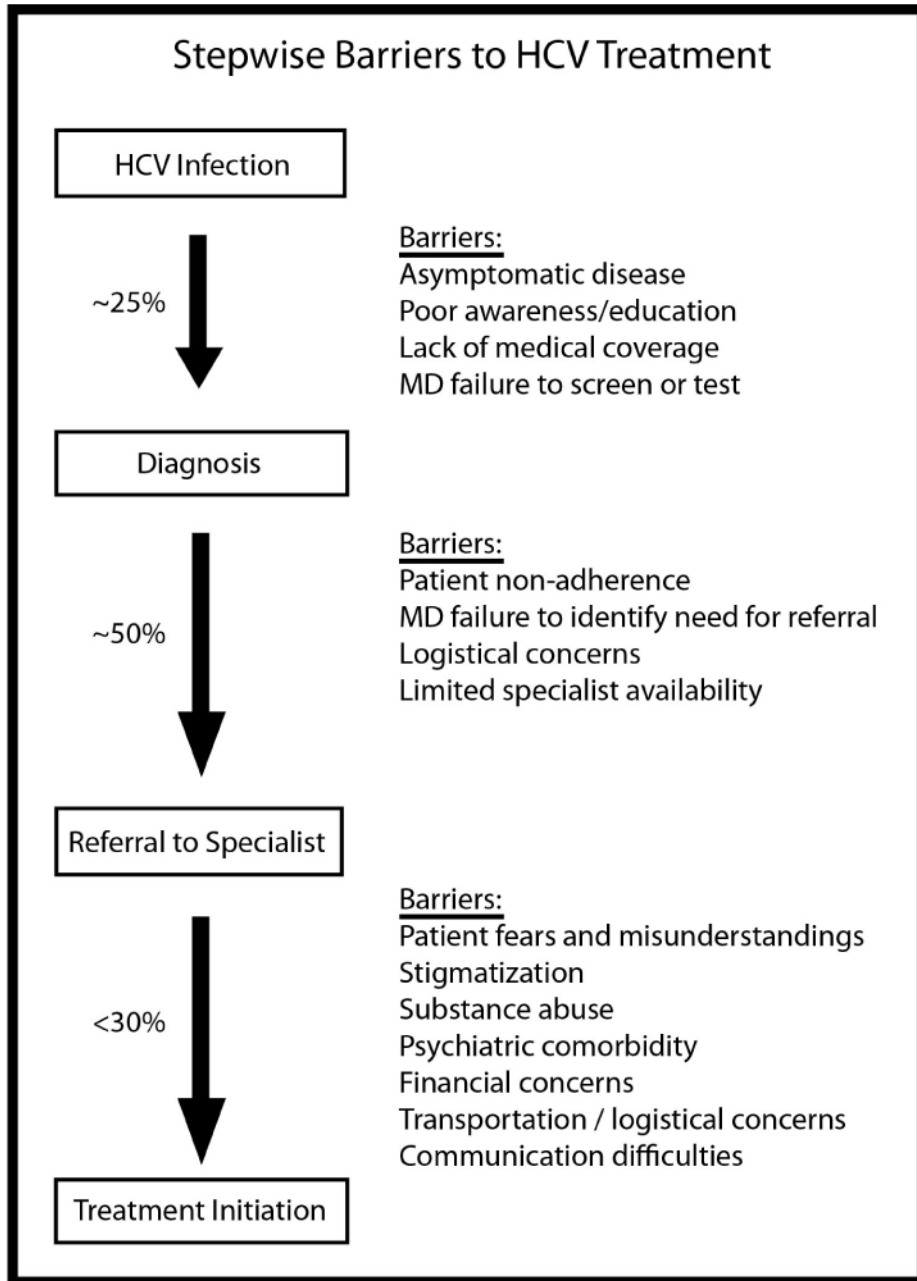 Stepwise Barriers to HCV Treatment
HCV Infection
~25%
Barriers:
Asymptomatic disease
Poor awareness/education
Lack of medical coverage
MD failure to screen or test
Diagnosis
~50%
Barriers:
Patient non-adherence
MD failure to identify need for referral
Logistical concerns
Limited specialist availability
Referral to Specialist
<30%
Barriers:
Patient fears and misunderstandings
Stigmatization
Substance abuse
Psychiatric comorbidity
Financial concerns
Transportation / logistical concerns
Communication difficulties
Treatment Initiation